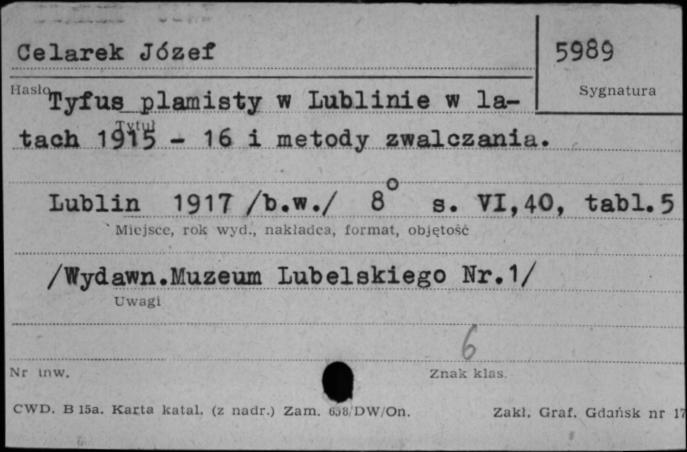 Celarek Józef
5989
Hasło
Sygnatura
Tyfus plamisty w Lublinie w la-
Tytuł
tach 1915 - 16 i metody zwalczania.
Lublin 1917 /b.w./ 8° s. VI,40, tabl.5
Miejsce, rok wyd., nakładca, format, objętość
/Wydawn.Muzeum Lubelskiego Nr.1/
Uwagi
6
Nr inw.
Znak klas.
CWD. B 15a. Karta katal. (z nadr.) Zam. 638/DW/On.
Zakł. Graf. Gdańsk nr 17